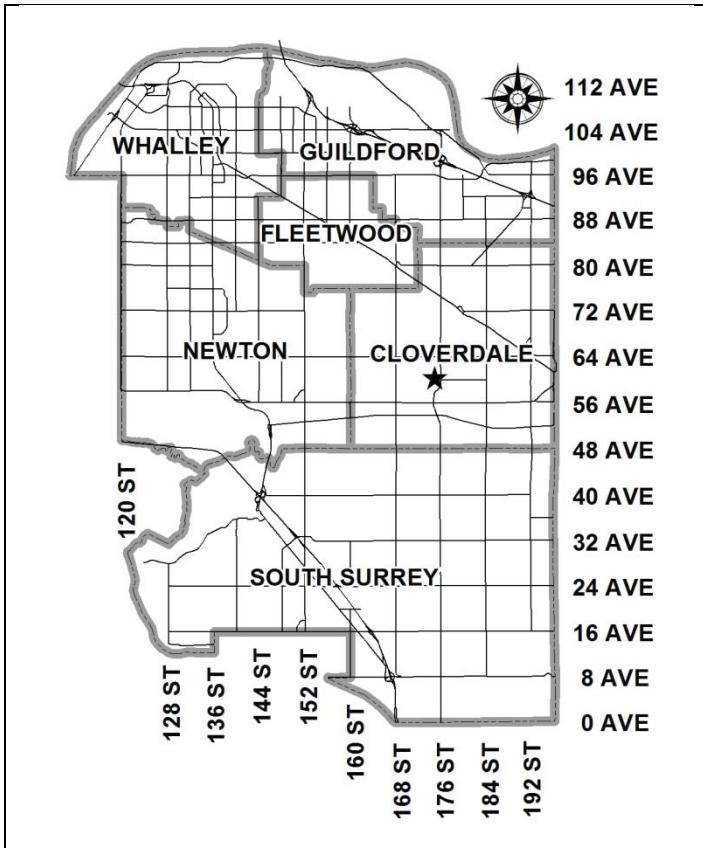 112 AVE
104 AVE
WHALLEY
GUILDFORD
96 AVE
88 AVE
FLEETWOOD
80 AVE
72 AVE
NEWTON
CLOVERDALE
64 AVE
56 AVE
48 AVE
120 ST
40 AVE
32 AVE
SOUTH SURREY
24 AVE
16 AVE
128 ST
136 ST
144 ST
152 ST
160 ST
8 AVE
0 AVE
168 ST
176 ST
184 ST
192 ST